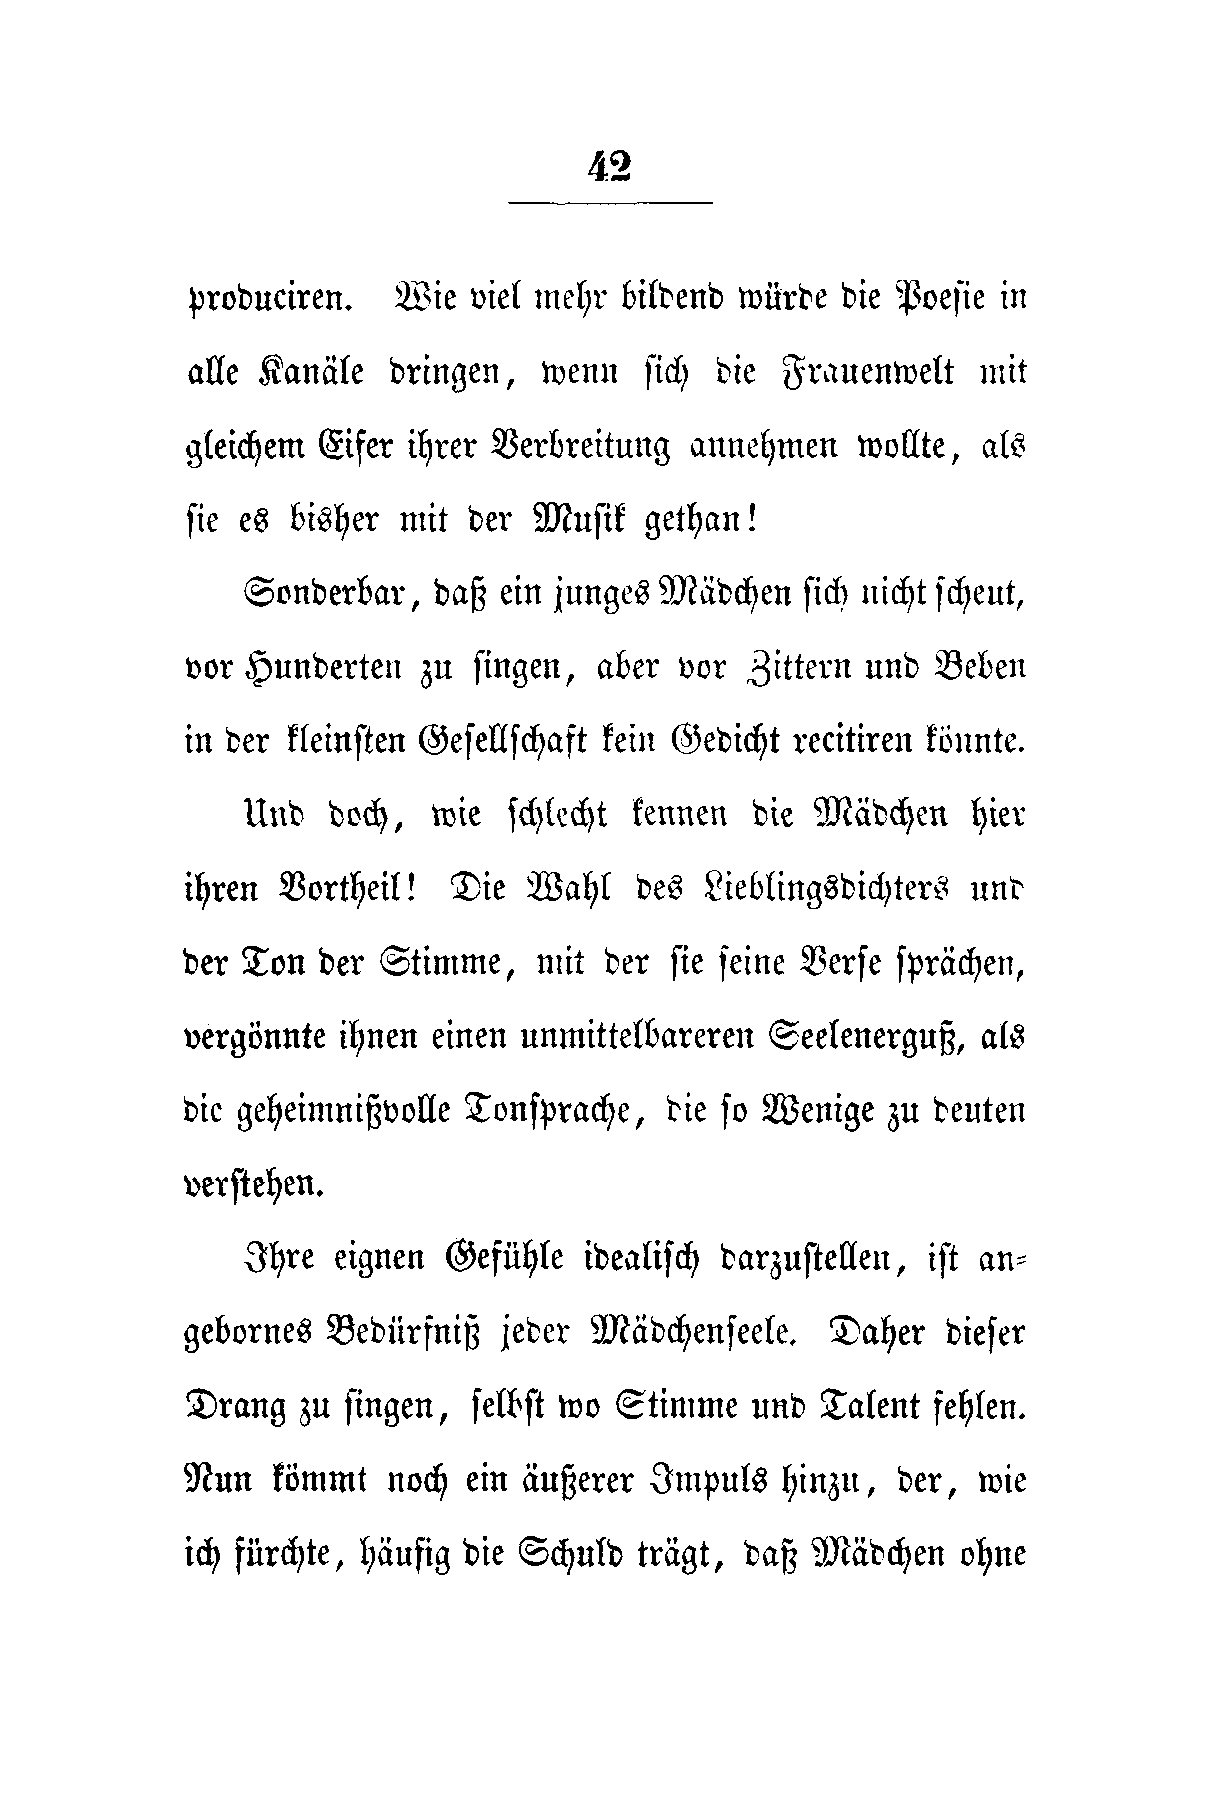 42
produciren. Wie viel mehr bildend würde die Poeſie in
alle Kanäle dringen, wenn ſich die Frauenwelt mit
gleichem Eifer ihrer Verbreitung annehmen wollte, als
ſie es bisher mit der Muſik gethan!
Sonderbar, daß ein junges Mädchen ſich nicht ſcheut,
vor Hunderten zu ſingen, aber vor Zittern und Beben
in der kleinſten Geſellſchaft kein Gedicht recitiren könnte.
Und doch, wie ſchlecht kennen die Mädchen hier
ihren Vortheil! Die Wahl des Lieblingsdichters und
der Ton der Stimme, mit der ſie ſeine Verſe ſprächen,
vergönnte ihnen einen unmittelbareren Seelenerguß, als
die geheimnißvolle Tonſprache, die ſo Wenige zu deuten
verſtehen.
Ihre eignen Gefühle idealiſch darzuſtellen, iſt an-
gebornes Bedürfniß jeder Mädchenſeele. Daher dieſer
Drang zu ſingen, ſelbſt wo Stimme und Talent fehlen.
Nun kömmt noch ein äußerer Impuls hinzu, der, wie
ich fürchte, häufig die Schuld trägt, daß Mädchen ohne